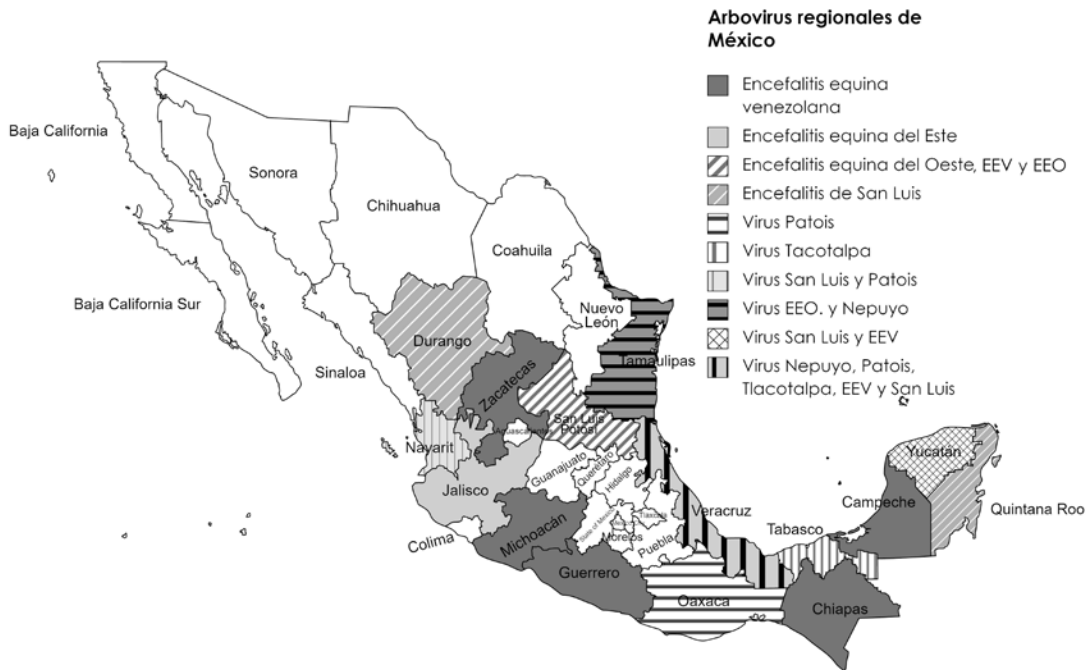 Arbovirus regionales de
México
Encefalitis equina
venezolana
Encefalitis equina del Este
Encefalitis equina del Oeste, EEV y EEO
Encefalitis de San Luis
Virus Patois
Virus Tacotalpa
Virus San Luis y Patois
Virus EEO. y Nepuyo
Virus San Luis y EEV
Virus Nepuyo, Patois,
Tlacotalpa, EEV y San Luis
Baja California
Sonora
Chihuahua
Coahuila
Baja California Sur
Nuevo
León
Durango
Sinaloa
Tamaulipas
Zacatecas
San Luis
Potosí
Aguascalientes
Nayarit
Guanajuato
Querétaro
Hidalgo
Yucatán
Jalisco
Campeche
Quintana Roo
Veracruz
Tabasco
Colima
Michoacán
State of Mexico
Tlaxcala
Morelos
Puebla
Guerrero
Oaxaca
Chiapas